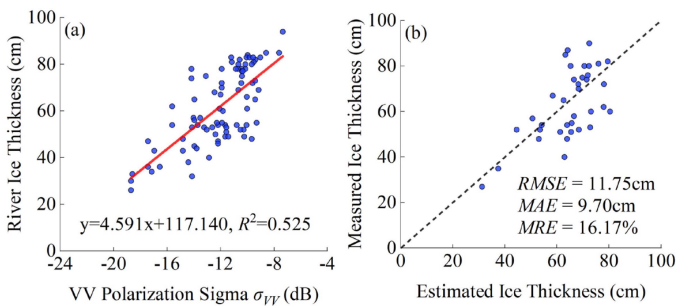 (a)
River Ice Thickness (cm)
100
80
60
40
20
0
y=4.591x+117.140, R²=0.525
-24
-20
-16
-12
-8
-4
VV Polarization Sigma σVV (dB)
(b)
Measured Ice Thickness (cm)
100
80
60
40
20
0
RMSE = 11.75cm
MAE = 9.70cm
MRE = 16.17%
0
20
40
60
80
100
Estimated Ice Thickness (cm)